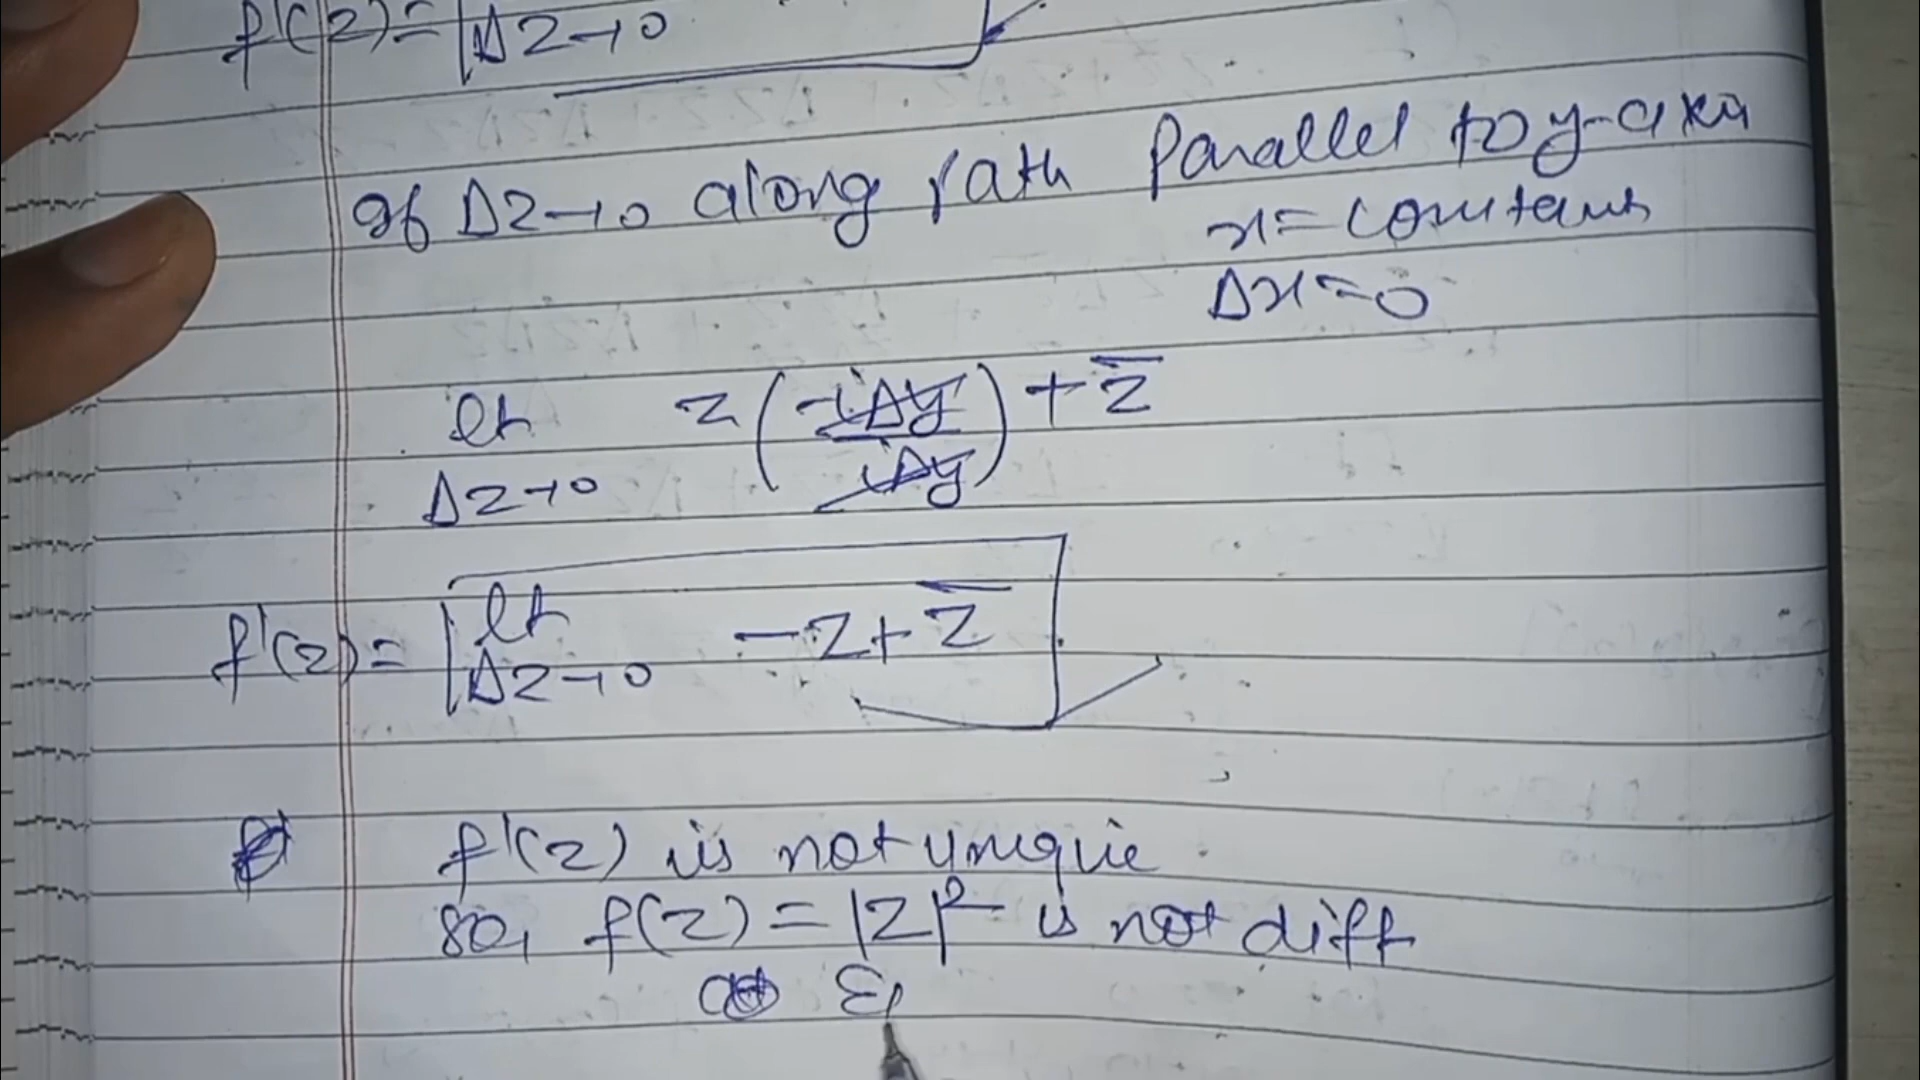 f'(z) = Δz→0
If Δz→0 along path Parallel to y-axis
x = constant
Δx = 0
lt z (-iΔy / iΔy) + z̅
Δz→0
f'(z) = lt -z + z̅
Δz→0
f'(z) is not unique
so, f(z) = |z|² is not diff